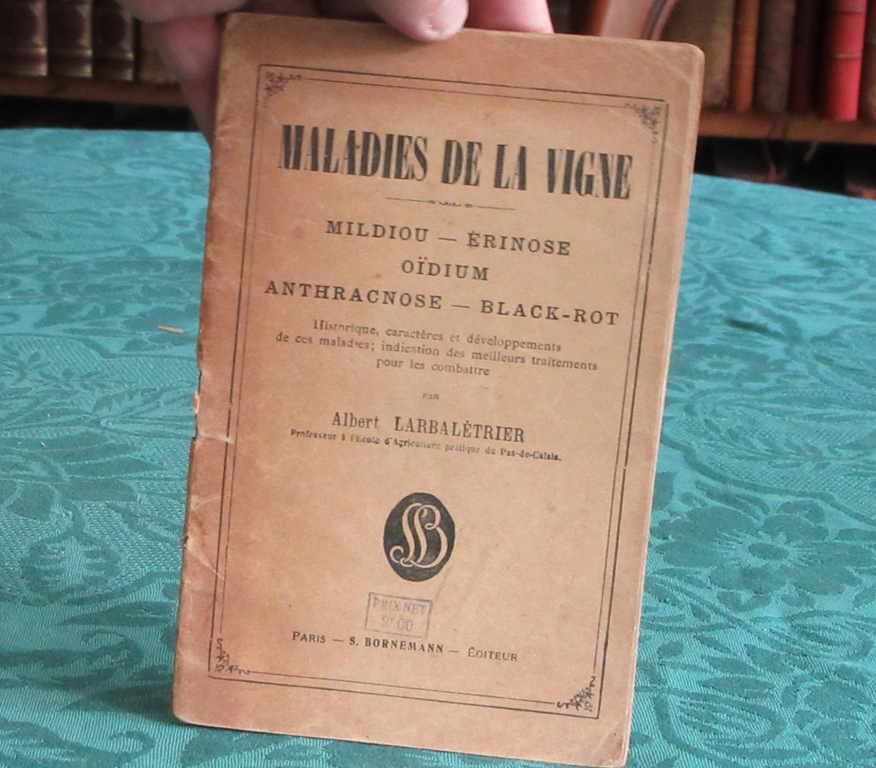 MALADIES DE LA VIGNE
MILDIOU — ÉRINOSE
OÏDIUM
ANTHRACNOSE — BLACK-ROT
Historique, caractères et développements
de ces maladies; indication des meilleurs traitements
pour les combattre
PAR
Albert LARBALÉTRIER
Professeur à l'École d'Agriculture pratique du Pas-de-Calais.
SB
PRIX NET
2f 00
PARIS — S. BORNEMANN — ÉDITEUR